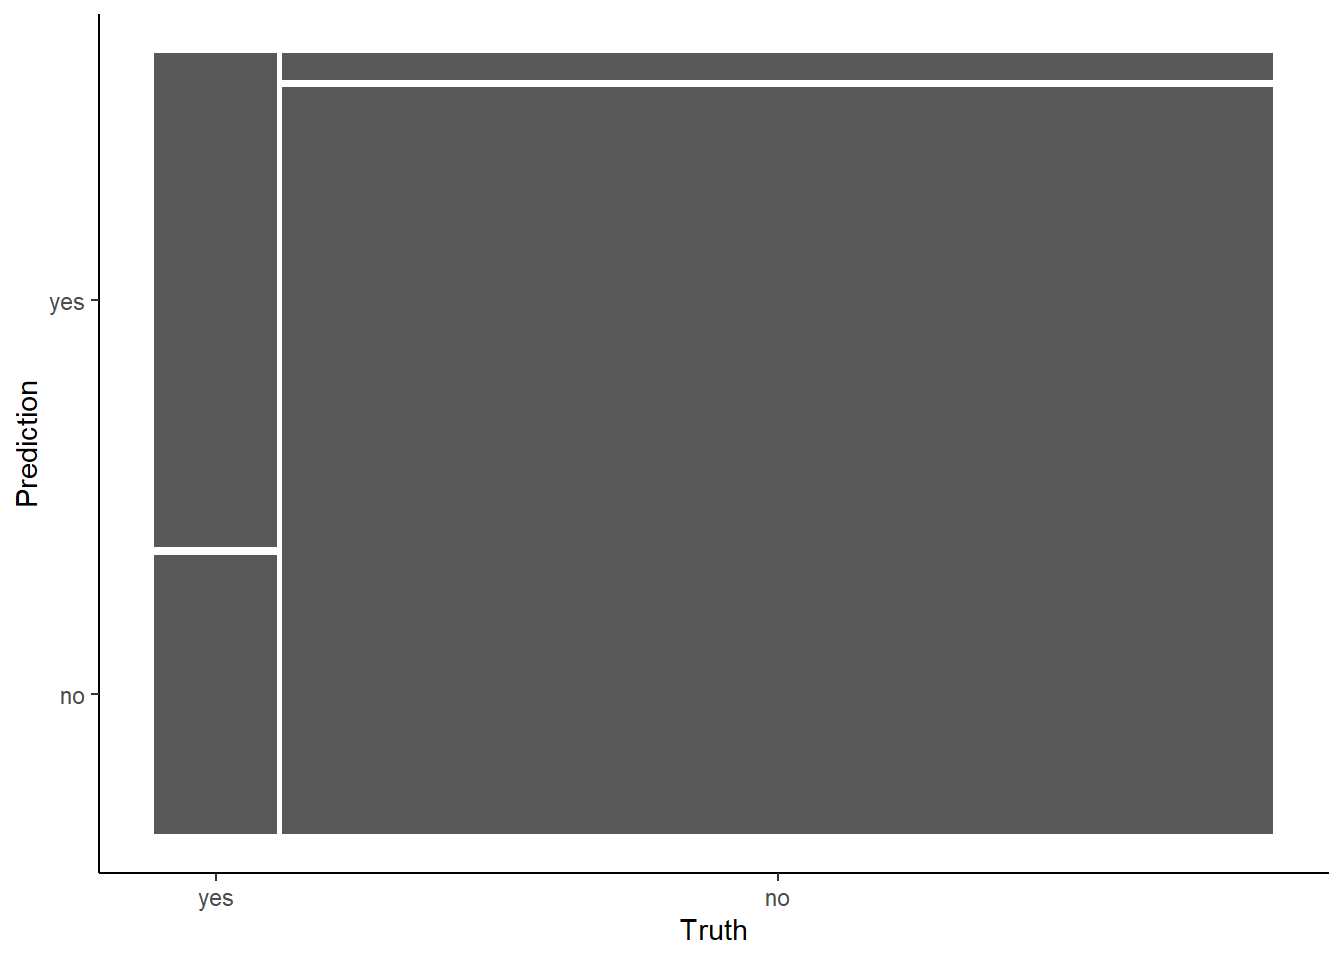 Prediction
yes
no
yes
no
Truth